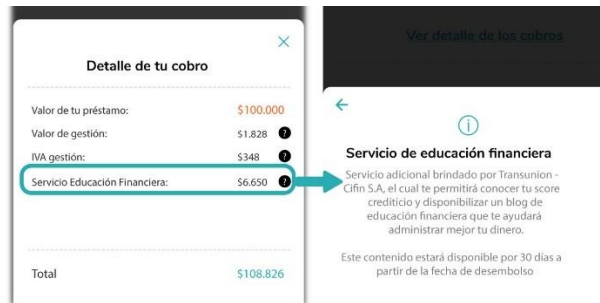 Detalle de tu cobro
Valor de tu préstamo: $100.000
Valor de gestión: $1.828 ?
IVA gestión: $348 ?
Servicio Educación Financiera: $6.650 ?
Total $108.826
Ver detalle de los cobros
Servicio de educación financiera
Servicio adicional brindado por Transunion -
Cifin S.A, el cual te permitirá conocer tu score
crediticio y disponibilizar un blog de
educación financiera que te ayudará
administrar mejor tu dinero.
Este contenido estará disponible por 30 días a
partir de la fecha de desembolso